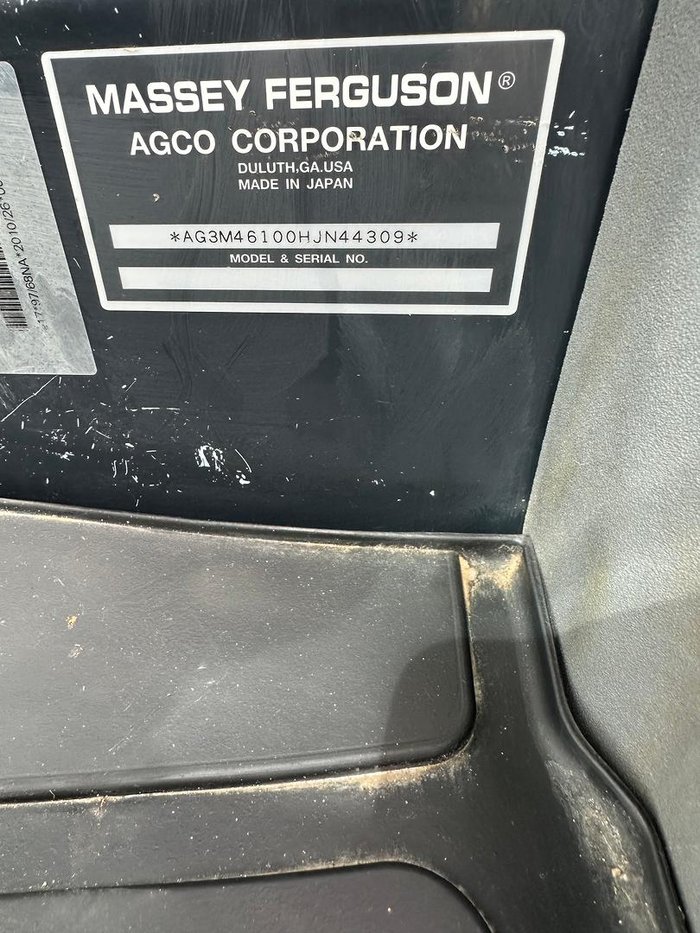 MASSEY FERGUSON®
AGCO CORPORATION
DULUTH,GA.USA
MADE IN JAPAN
*AG3M46100HJN44309*
MODEL & SERIAL NO.